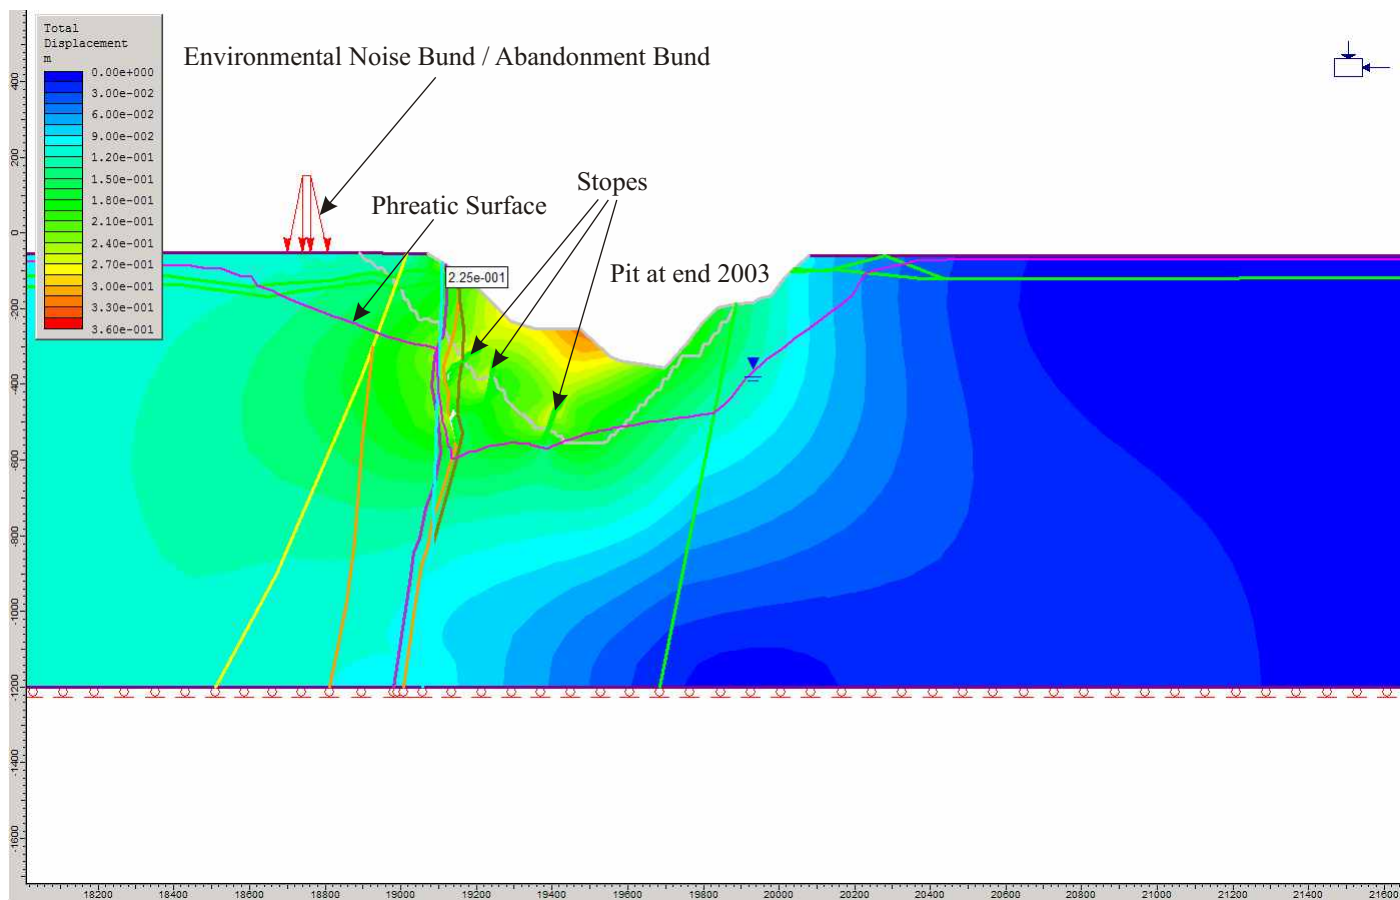 Total
Displacement
m
0.00e+000
3.00e-002
6.00e-002
9.00e-002
1.20e-001
1.50e-001
1.80e-001
2.10e-001
2.40e-001
2.70e-001
3.00e-001
3.30e-001
3.60e-001
Environmental Noise Bund / Abandonment Bund
Stopes
Phreatic Surface
Pit at end 2003
2.25e-001
400
200
0
-200
-400
-600
-800
-1000
-1200
-1400
-1600
18200 18400 18600 18800 19000 19200 19400 19600 19800 20000 20200 20400 20600 20800 21000 21200 21400 21600